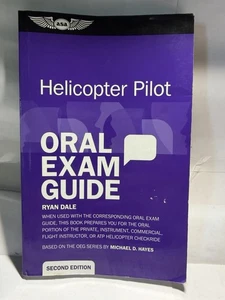 asa
Helicopter Pilot
ORAL
EXAM
GUIDE
RYAN DALE
WHEN USED WITH THE CORRESPONDING ORAL EXAM
GUIDE, THIS BOOK PREPARES YOU FOR THE ORAL
PORTION OF THE PRIVATE, INSTRUMENT, COMMERCIAL,
FLIGHT INSTRUCTOR, OR ATP HELICOPTER CHECKRIDE
BASED ON THE OEG SERIES BY MICHAEL D. HAYES
SECOND EDITION